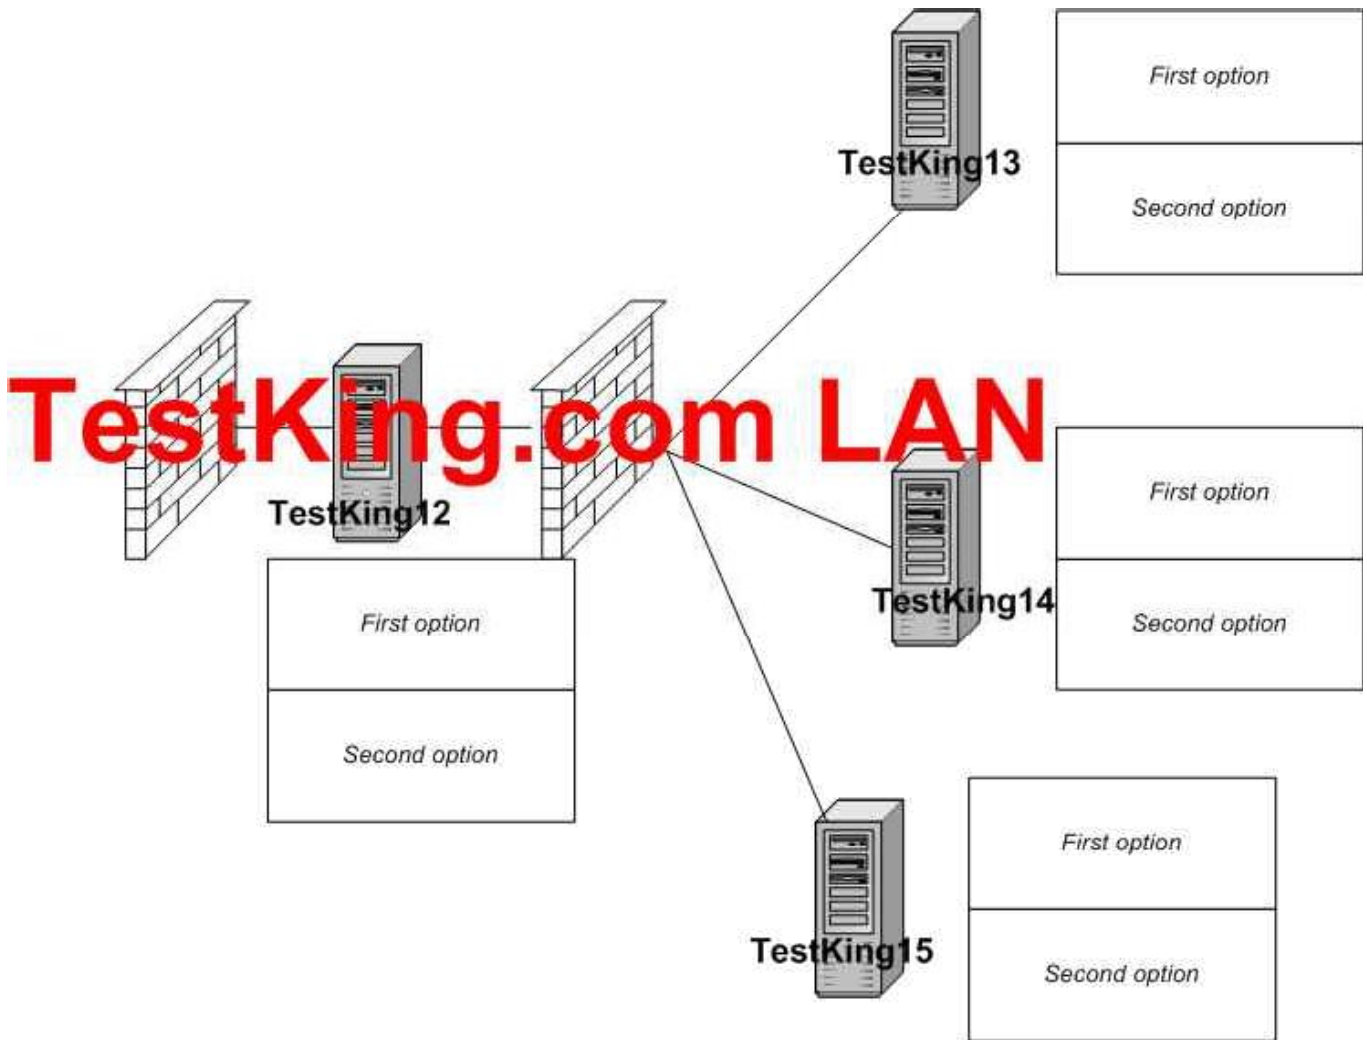 TestKing13
First option
Second option
TestKing.com LAN
TestKing12
First option
Second option
TestKing14
First option
Second option
TestKing15
First option
Second option